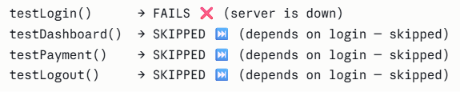 testLogin() → FAILS ❌ (server is down)
testDashboard() → SKIPPED ⏭️ (depends on login — skipped)
testPayment() → SKIPPED ⏭️ (depends on login — skipped)
testLogout() → SKIPPED ⏭️ (depends on login — skipped)